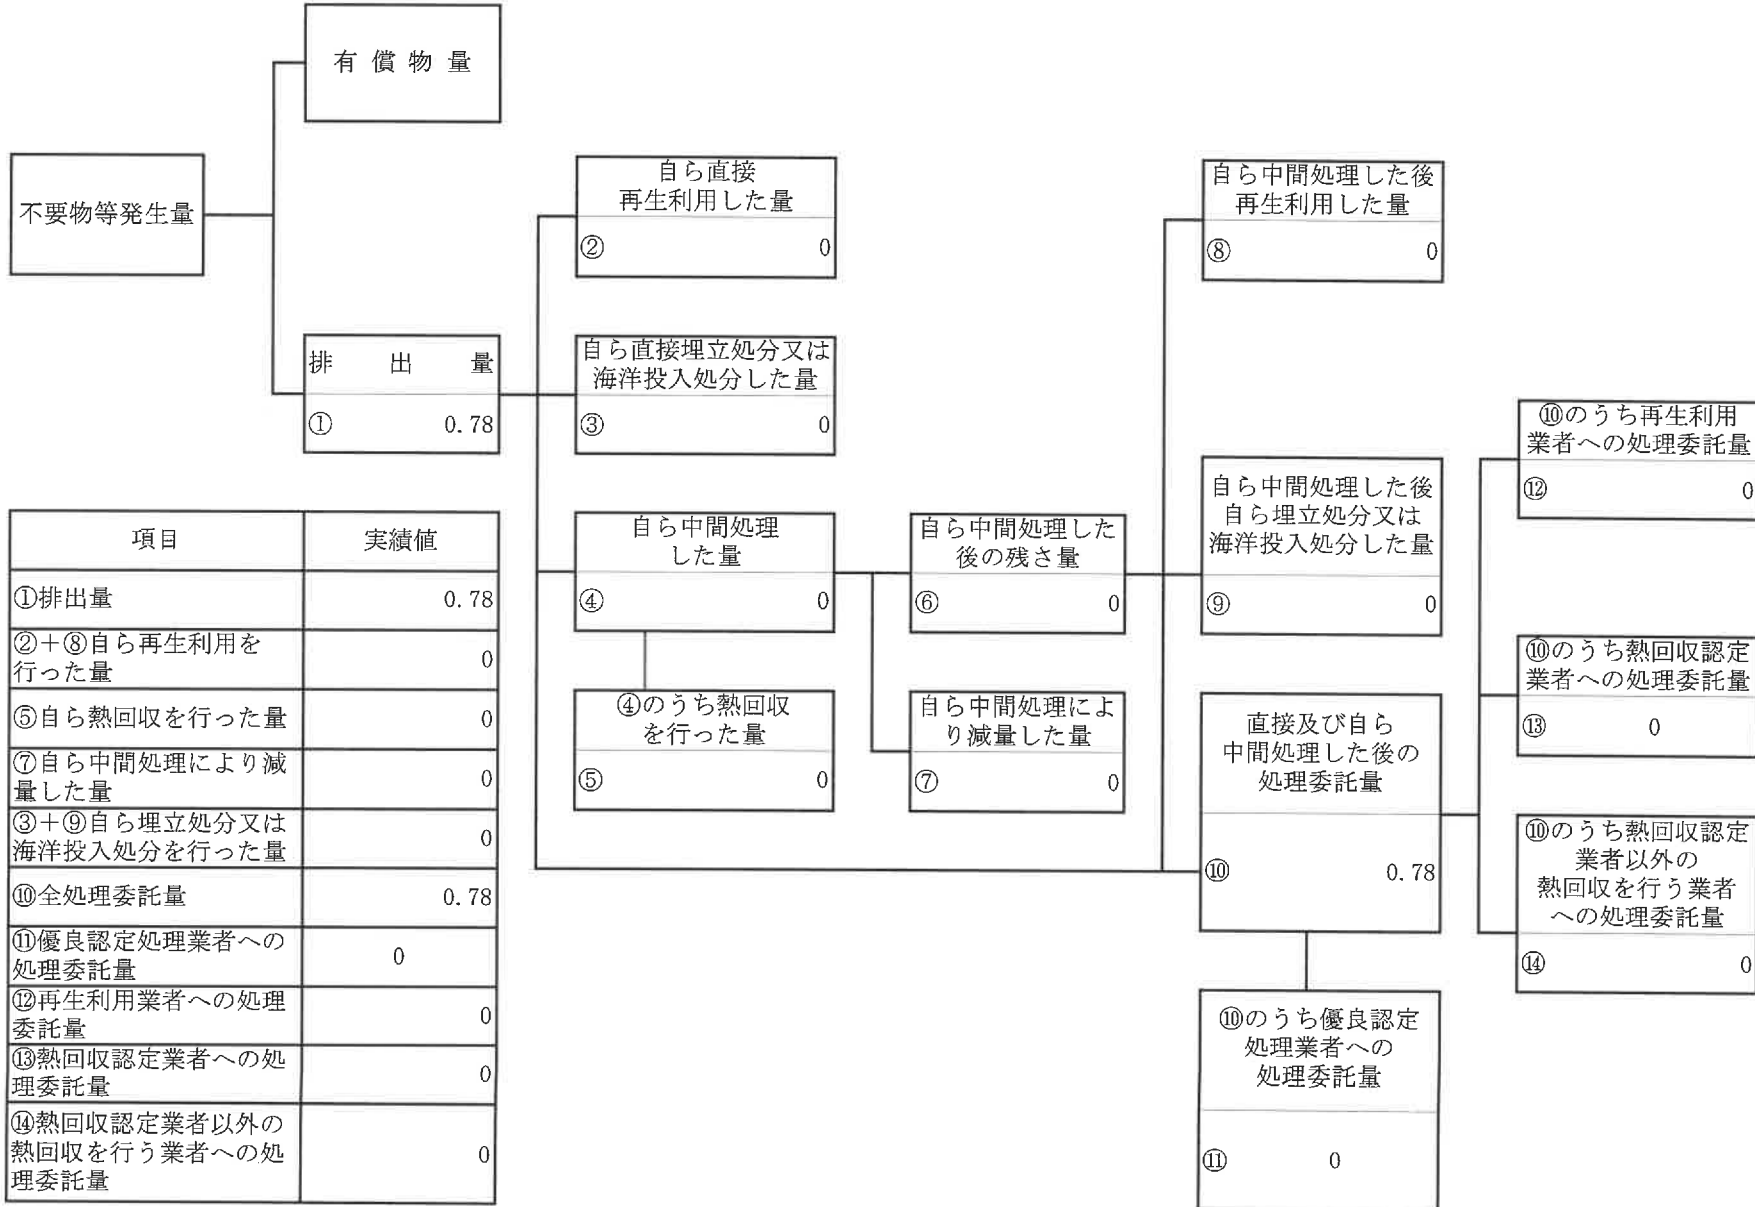 有償物量
不要物等発生量
排出量
① 0.78
自ら直接
再生利用した量
② 0
自ら直接埋立処分又は
海洋投入処分した量
③ 0
自ら中間処理
した量
④ 0
④のうち熱回収
を行った量
⑤ 0
自ら中間処理した
後の残さ量
⑥ 0
自ら中間処理によ
り減量した量
⑦ 0
自ら中間処理した後
再生利用した量
⑧ 0
自ら中間処理した後
自ら埋立処分又は
海洋投入処分した量
⑨ 0
直接及び自ら
中間処理した後の
処理委託量
⑩ 0.78
⑩のうち優良認定
処理業者への
処理委託量
⑪ 0
⑩のうち再生利用
業者への処理委託量
⑫ 0
⑩のうち熱回収認定
業者への処理委託量
⑬ 0
⑩のうち熱回収認定
業者以外の
熱回収を行う業者
への処理委託量
⑭ 0
項目 実績値
①排出量 0.78
②+⑧自ら再生利用を
行った量 0
⑤自ら熱回収を行った量 0
⑦自ら中間処理により減
量した量 0
③+⑨自ら埋立処分又は
海洋投入処分を行った量 0
⑩全処理委託量 0.78
⑪優良認定処理業者への
処理委託量 0
⑫再生利用業者への処理
委託量 0
⑬熱回収認定業者への処
理委託量 0
⑭熱回収認定業者以外の
熱回収を行う業者への処
理委託量 0